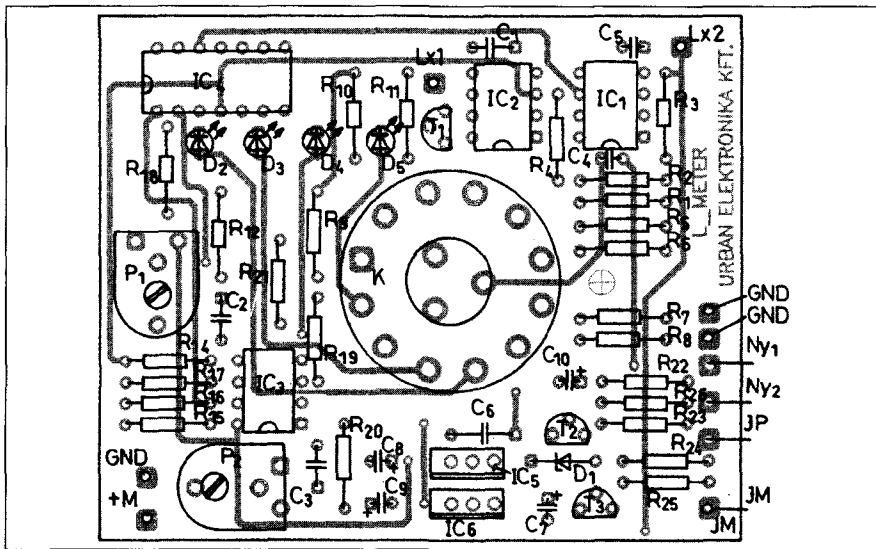 C5
Lx2
Lx1
IC2
IC1
R10
R11
R3
T1
R4
C4
D2
D3
D4
D5
R18
R2
R1
R5
R6
L_METER
URBAN ELEKTRONIKA KFT.
R12
R9
R21
K
P1
C2
R19
R7
R8
GND
GND
Ny1
Ny2
JP
JM
JM
IC3
R17
R16
R15
C10
R22
R23
R24
R25
R20
C6
C8
C9
C3
T2
D1
T3
IC5
IC6
C7
GND
+M